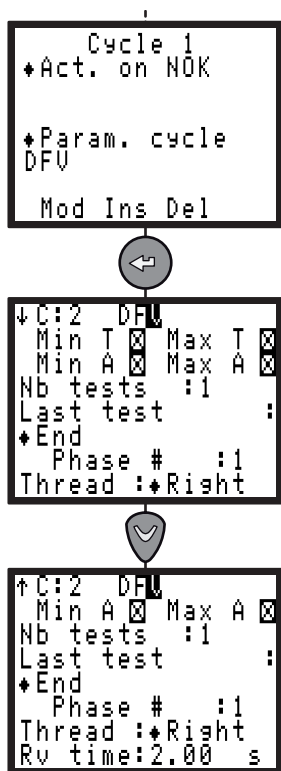 Cycle 1
♦Act. on NOK
♦Param. cycle
DFV
Mod Ins Del
↓C:2 DFV
Min T ☒ Max T ☒
Min A ☒ Max A ☒
Nb tests :1
Last test :
♦End
Phase # :1
Thread :♦Right
↑C:2 DFV
Min A ☒ Max A ☒
Nb tests :1
Last test :
♦End
Phase # :1
Thread :♦Right
Rv time:2.00 s